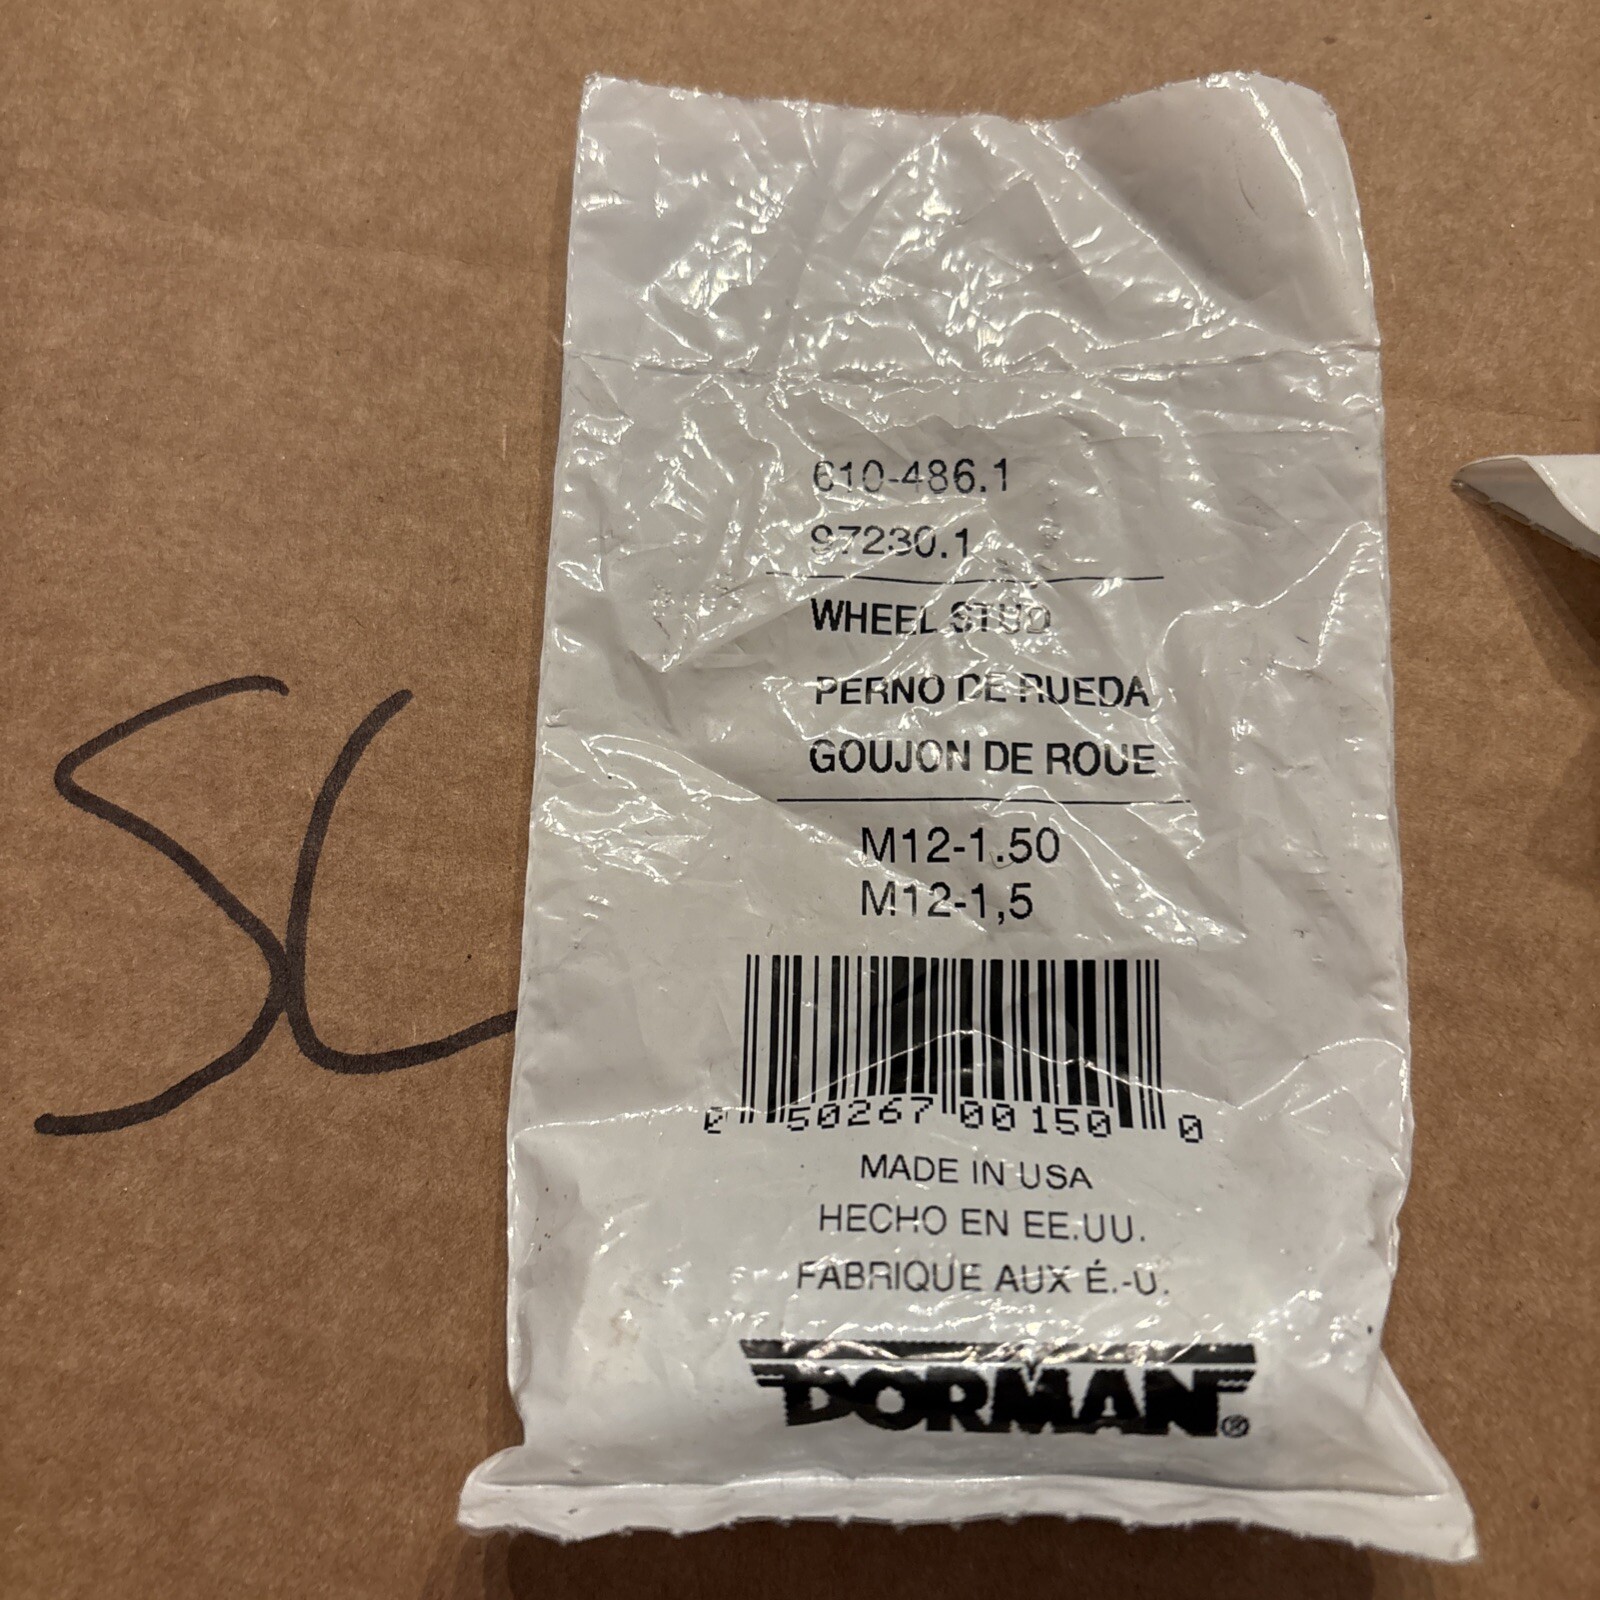 SL
610-486.1
97230.1
WHEEL STUD
PERNO DE RUEDA
GOUJON DE ROUE
M12-1.50
M12-1,5
0 50267 00150 0
MADE IN USA
HECHO EN EE.UU.
FABRIQUE AUX É.-U.
DORMAN®